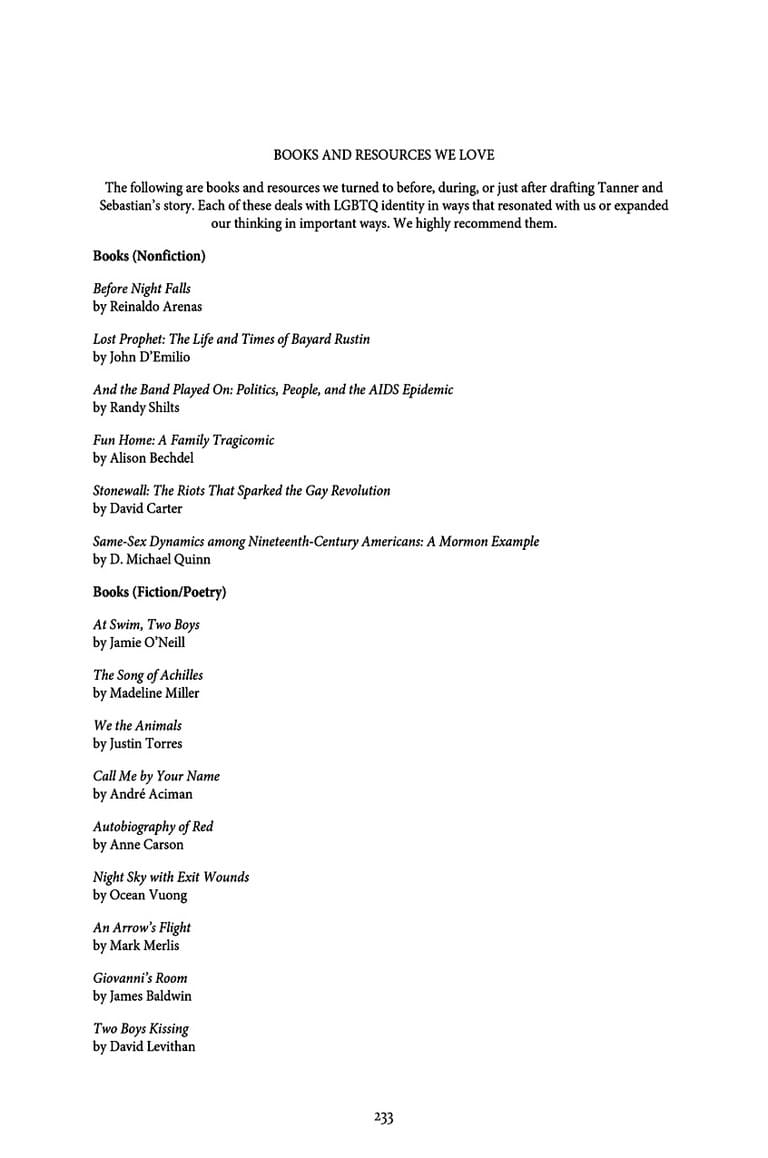 BOOKS AND RESOURCES WE LOVE
The following are books and resources we turned to before, during, or just after drafting Tanner and
Sebastian’s story. Each of these deals with LGBTQ identity in ways that resonated with us or expanded
our thinking in important ways. We highly recommend them.
Books (Nonfiction)
Before Night Falls
by Reinaldo Arenas
Lost Prophet: The Life and Times of Bayard Rustin
by John D’Emilio
And the Band Played On: Politics, People, and the AIDS Epidemic
by Randy Shilts
Fun Home: A Family Tragicomic
by Alison Bechdel
Stonewall: The Riots That Sparked the Gay Revolution
by David Carter
Same-Sex Dynamics among Nineteenth-Century Americans: A Mormon Example
by D. Michael Quinn
Books (Fiction/Poetry)
At Swim, Two Boys
by Jamie O’Neill
The Song of Achilles
by Madeline Miller
We the Animals
by Justin Torres
Call Me by Your Name
by André Aciman
Autobiography of Red
by Anne Carson
Night Sky with Exit Wounds
by Ocean Vuong
An Arrow’s Flight
by Mark Merlis
Giovanni’s Room
by James Baldwin
Two Boys Kissing
by David Levithan
233